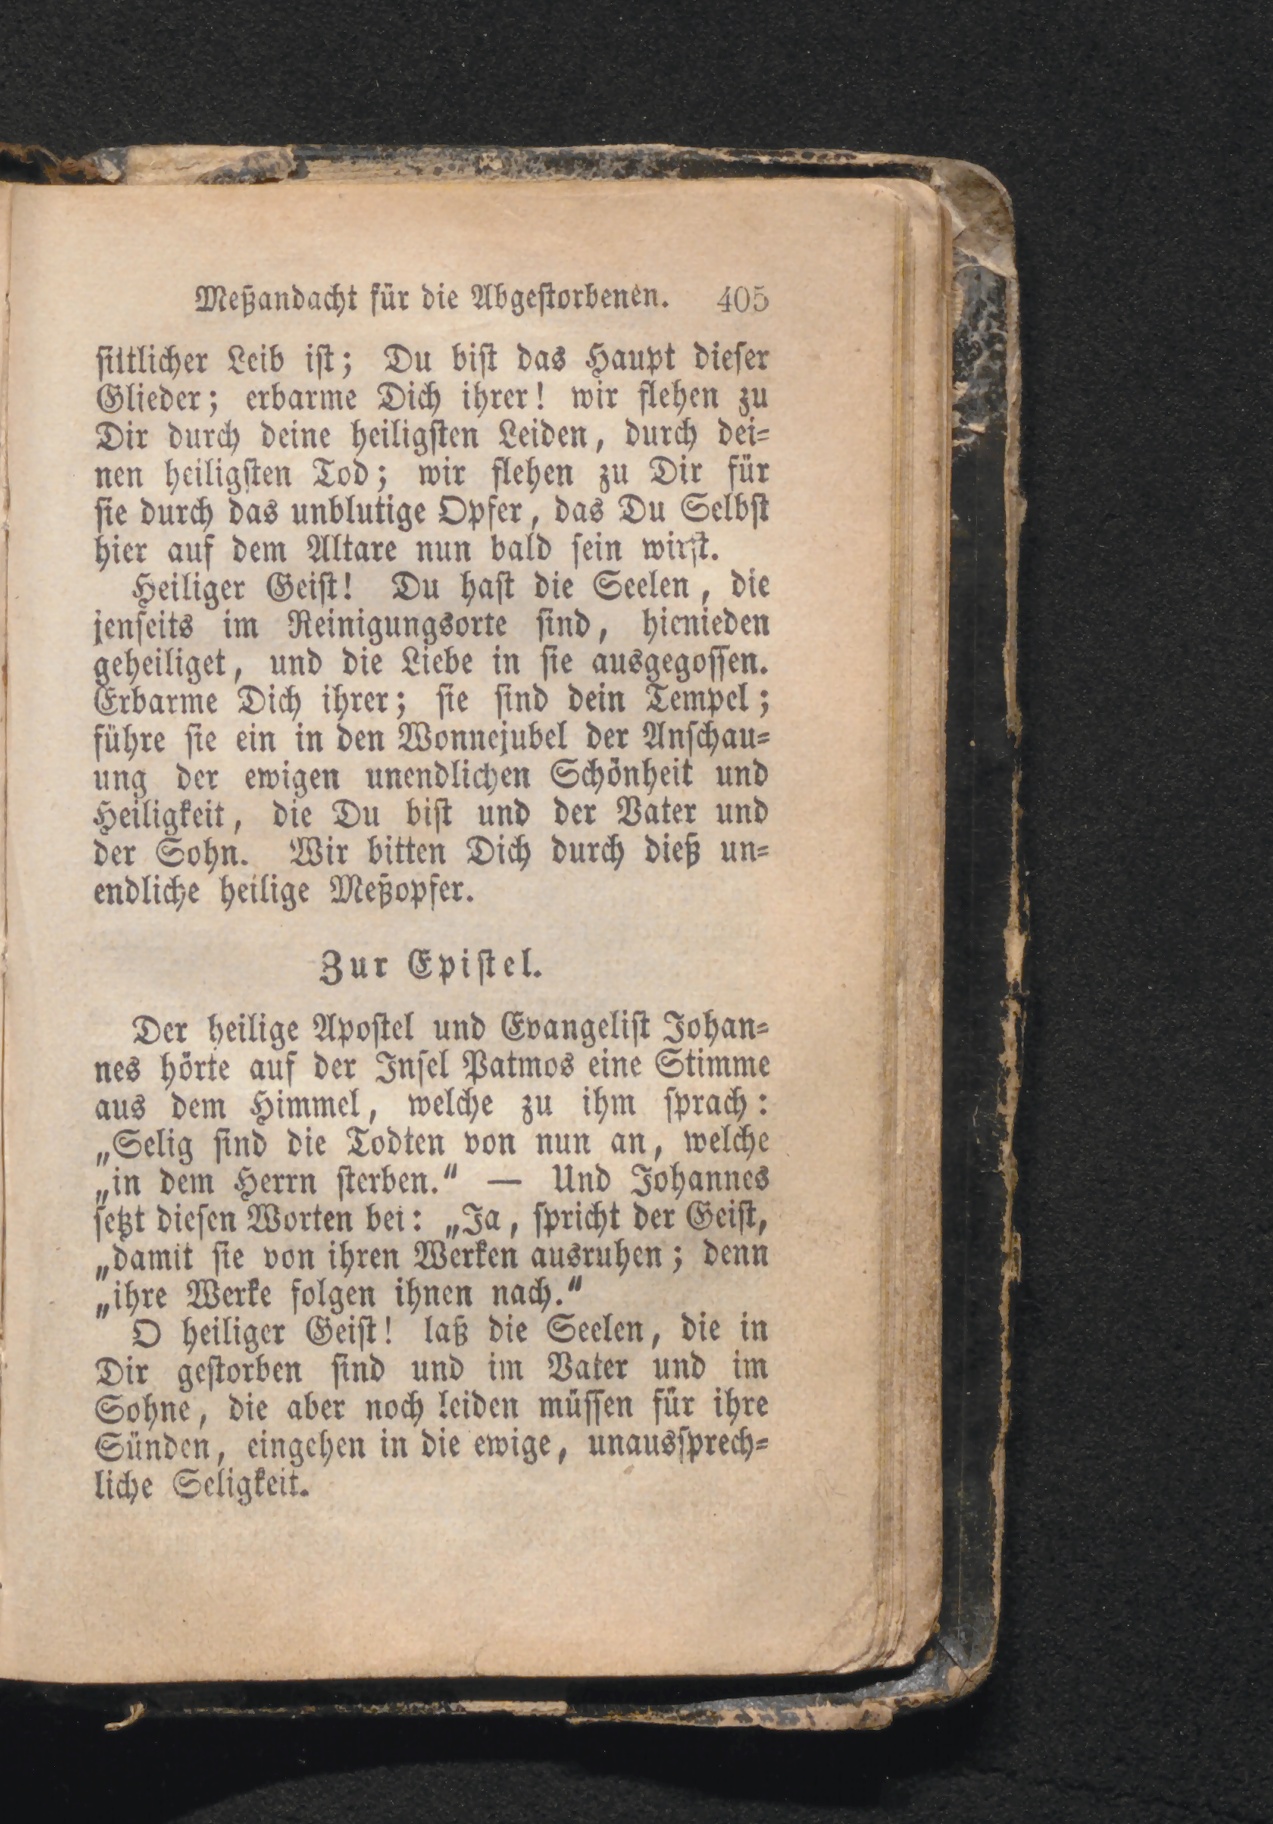 Meßandacht für die Abgestorbenen. 405
sittlicher Leib ist; Du bist das Haupt dieser
Glieder; erbarme Dich ihrer! wir flehen zu
Dir durch deine heiligsten Leiden, durch dei-
nen heiligsten Tod; wir flehen zu Dir für
sie durch das unblutige Opfer, das Du Selbst
hier auf dem Altare nun bald sein wirst.
Heiliger Geist! Du hast die Seelen, die
jenseits im Reinigungsorte sind, hienieden
geheiliget, und die Liebe in sie ausgegossen.
Erbarme Dich ihrer; sie sind dein Tempel;
führe sie ein in den Wonnejubel der Anschau-
ung der ewigen unendlichen Schönheit und
Heiligkeit, die Du bist und der Vater und
der Sohn. Wir bitten Dich durch dieß un-
endliche heilige Meßopfer.
Zur Epistel.
Der heilige Apostel und Evangelist Johan-
nes hörte auf der Insel Patmos eine Stimme
aus dem Himmel, welche zu ihm sprach:
„Selig sind die Todten von nun an, welche
„in dem Herrn sterben.“ — Und Johannes
setzt diesen Worten bei: „Ja, spricht der Geist,
„damit sie von ihren Werken ausruhen; denn
„ihre Werke folgen ihnen nach.“
O heiliger Geist! laß die Seelen, die in
Dir gestorben sind und im Vater und im
Sohne, die aber noch leiden müssen für ihre
Sünden, eingehen in die ewige, unaussprech-
liche Seligkeit.